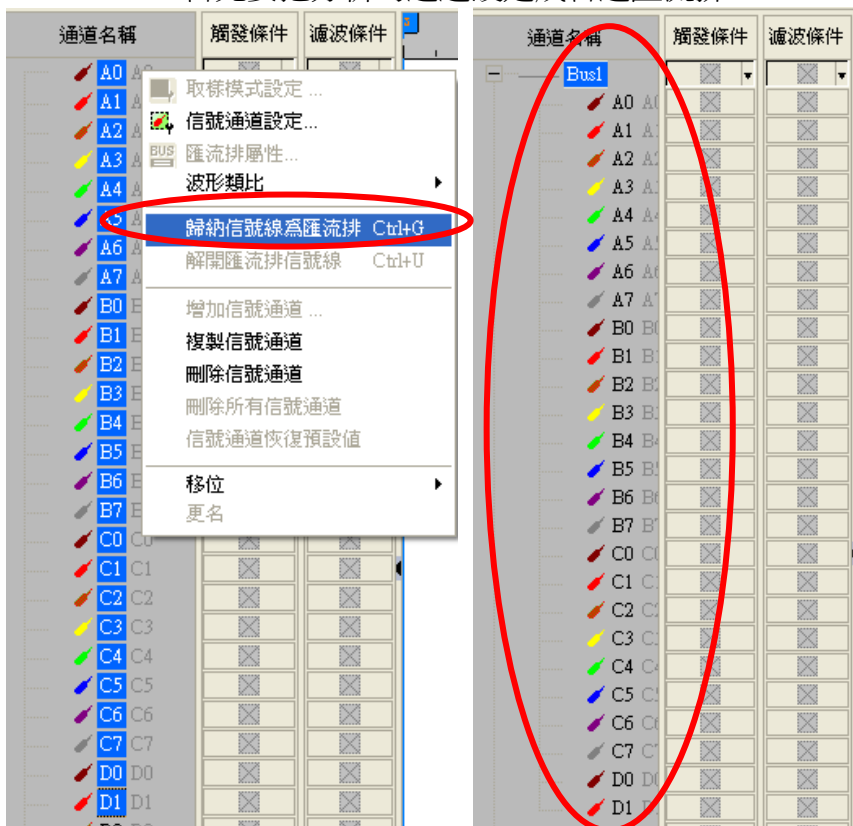 通道名稱 觸發條件 濾波條件
A0
A1
A2
A3
A4
A5
A6
A7
B0
B1
B2
B3
B4
B5
B6
B7
C0
C1 C1
C2 C2
C3 C3
C4 C4
C5 C5
C6 C6
C7 C7
D0 D0
D1 D1
取樣模式設定 ...
信號通道設定...
BUS 匯流排屬性...
波形類比
歸納信號線為匯流排 Ctrl+G
解開匯流排信號線 Ctrl+U
增加信號通道 ...
複製信號通道
刪除信號通道
刪除所有信號通道
信號通道恢復預設值
移位
更名
通道名稱 觸發條件 濾波條件
Bus1
A0
A1
A2
A3
A4
A5
A6
A7
B0
B1
B2
B3
B4
B5
B6
B7
C0
C1
C2
C3
C4
C5
C6
C7
D0
D1